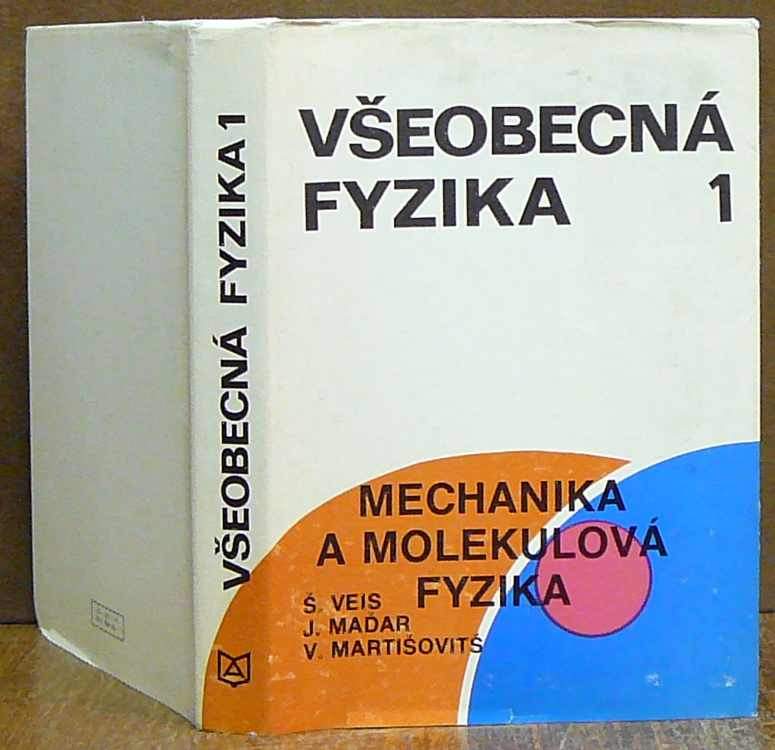 VŠEOBECNÁ FYZIKA 1
VŠEOBECNÁ
FYZIKA 1
MECHANIKA
A MOLEKULOVÁ
FYZIKA
Š. VEIS
J. MAĎAR
V. MARTIŠOVITŠ